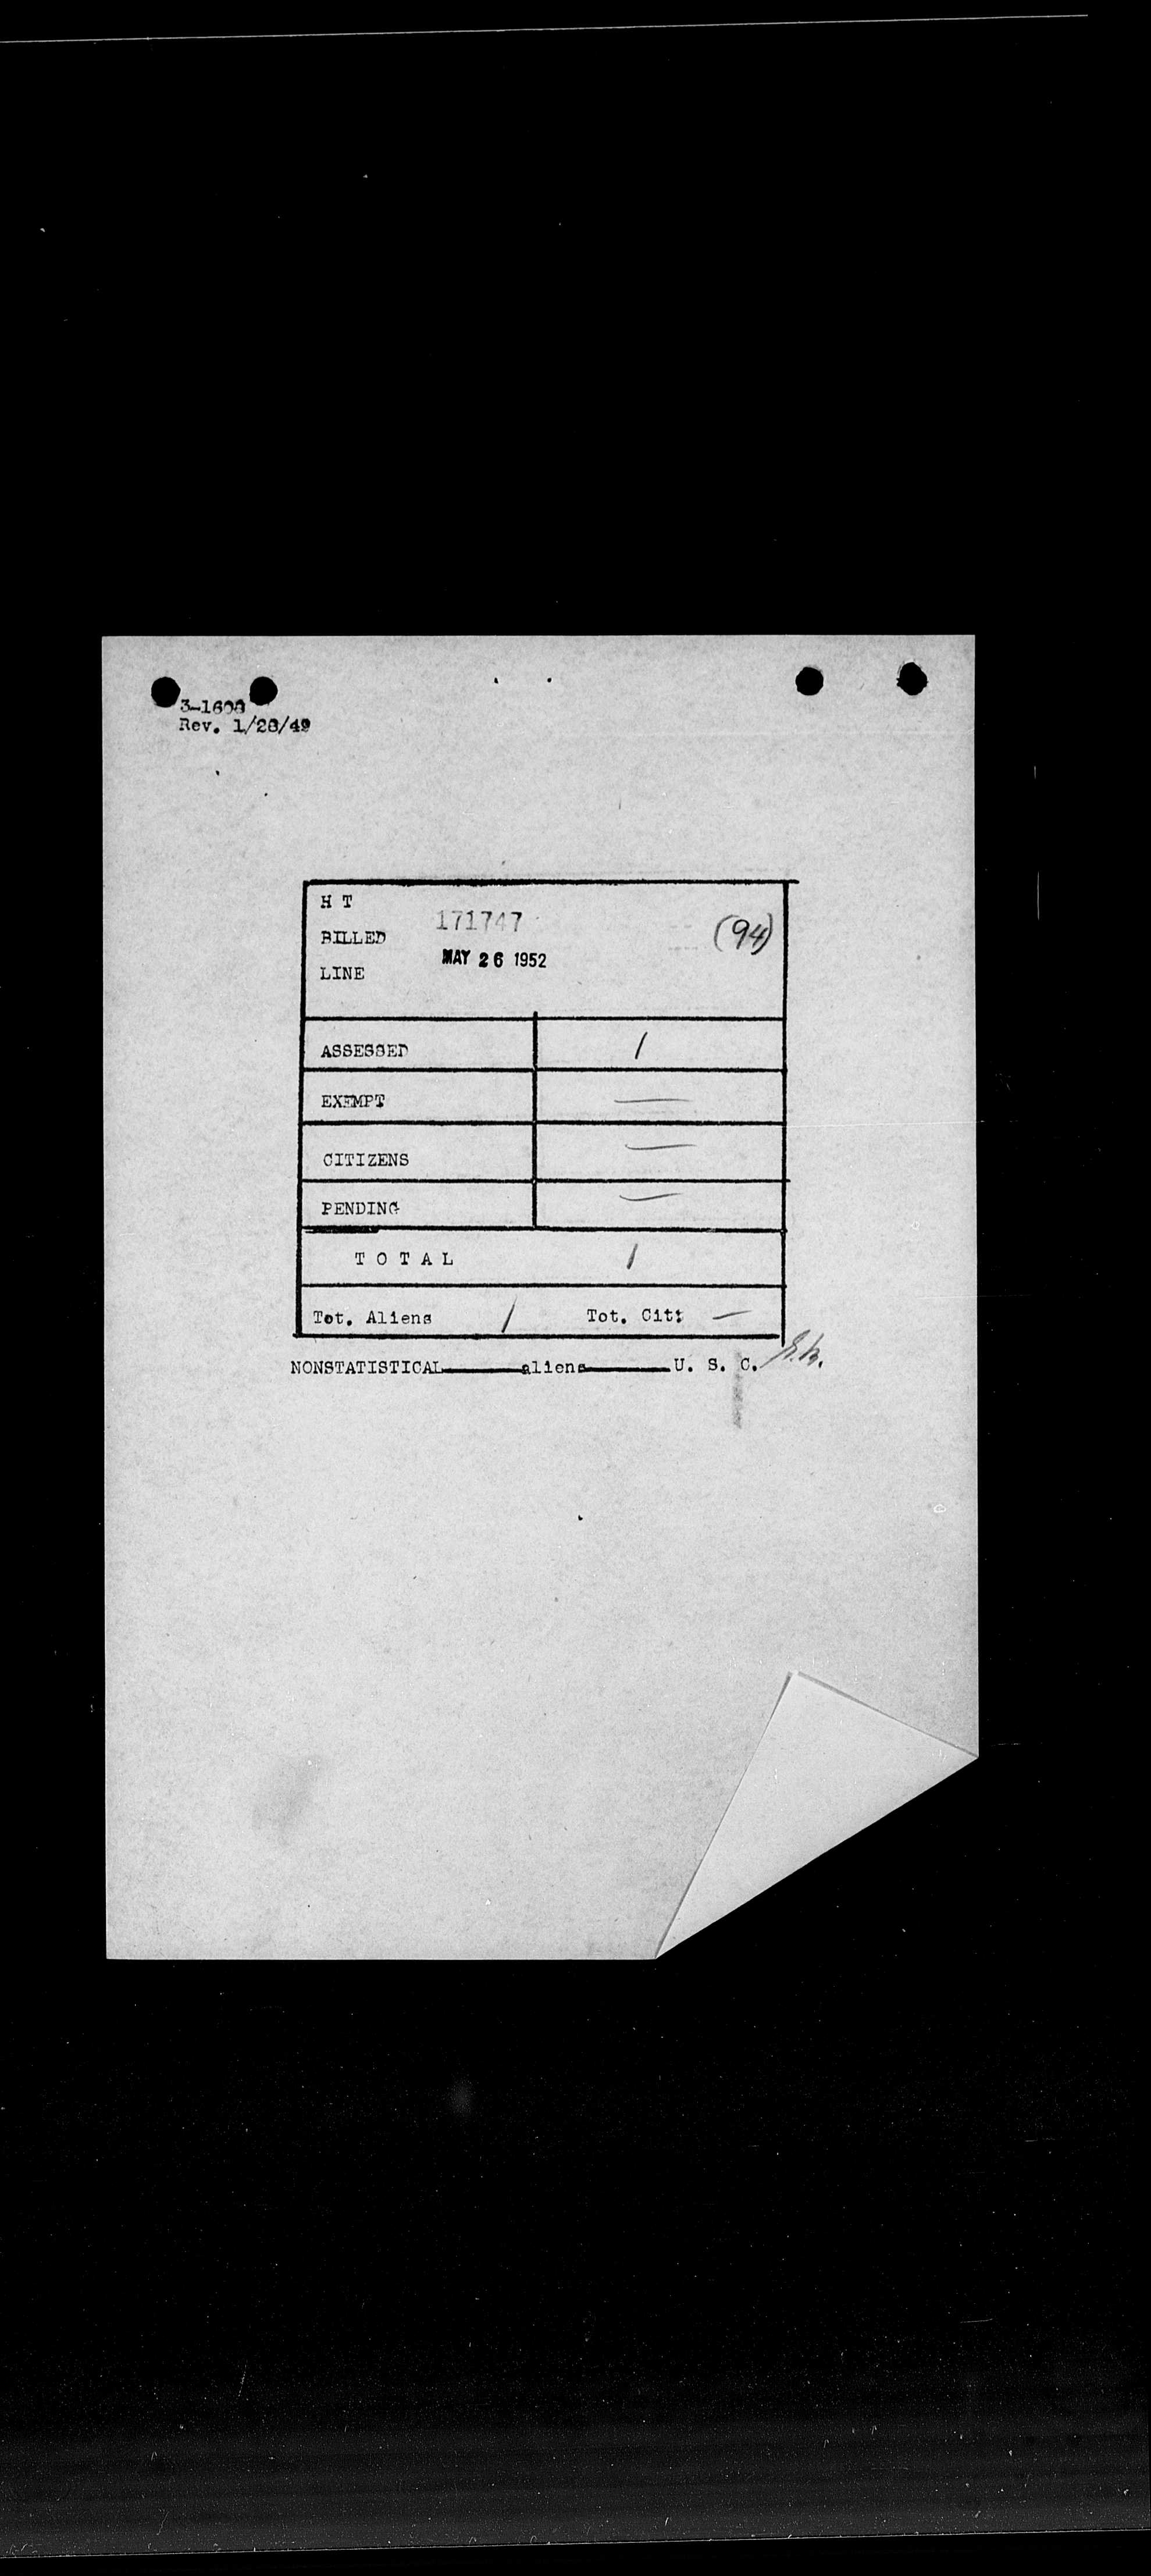 3-1608
Rev. 1/28/49
H T 171747
BILLED (94)
MAY 26 1952
LINE
ASSESSED 1
EXEMPT —
CITIZENS —
PENDING —
T O T A L 1
Tot. Aliens 1 Tot. Citz —
NONSTATISTICAL aliens U. S. C.